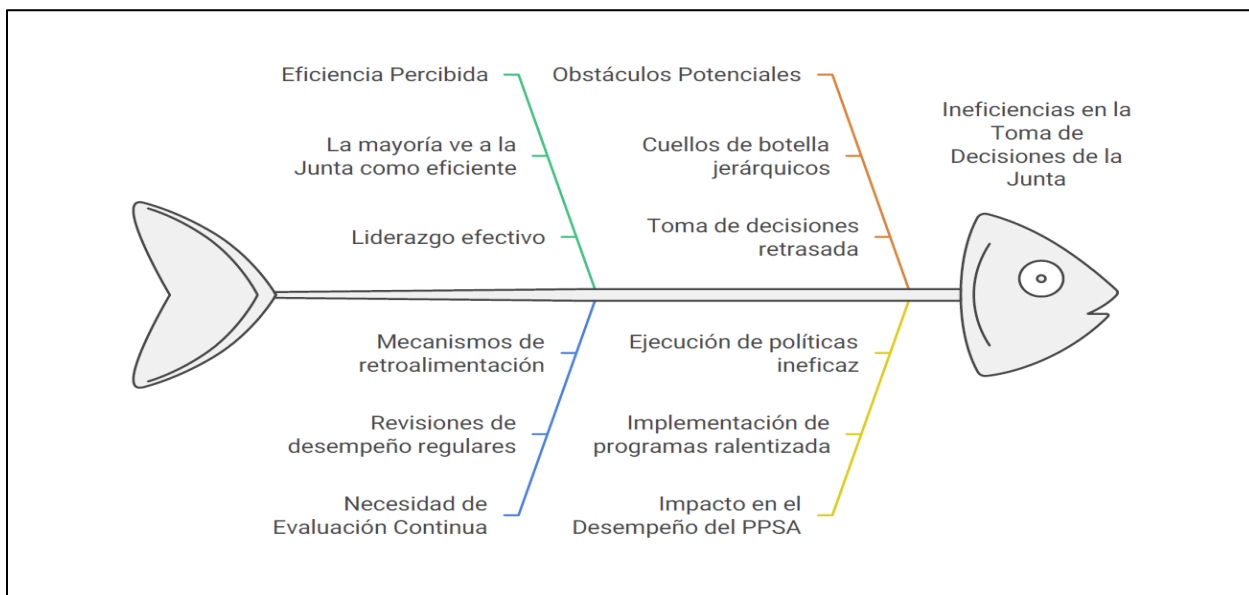 Eficiencia Percibida
La mayoría ve a la
Junta como eficiente
Liderazgo efectivo
Obstáculos Potenciales
Cuellos de botella
jerárquicos
Toma de decisiones
retrasada
Ineficiencias en la
Toma de
Decisiones de la
Junta
Mecanismos de
retroalimentación
Revisiones de
desempeño regulares
Necesidad de
Evaluación Continua
Ejecución de políticas
ineficaz
Implementación de
programas ralentizada
Impacto en el
Desempeño del PPSA